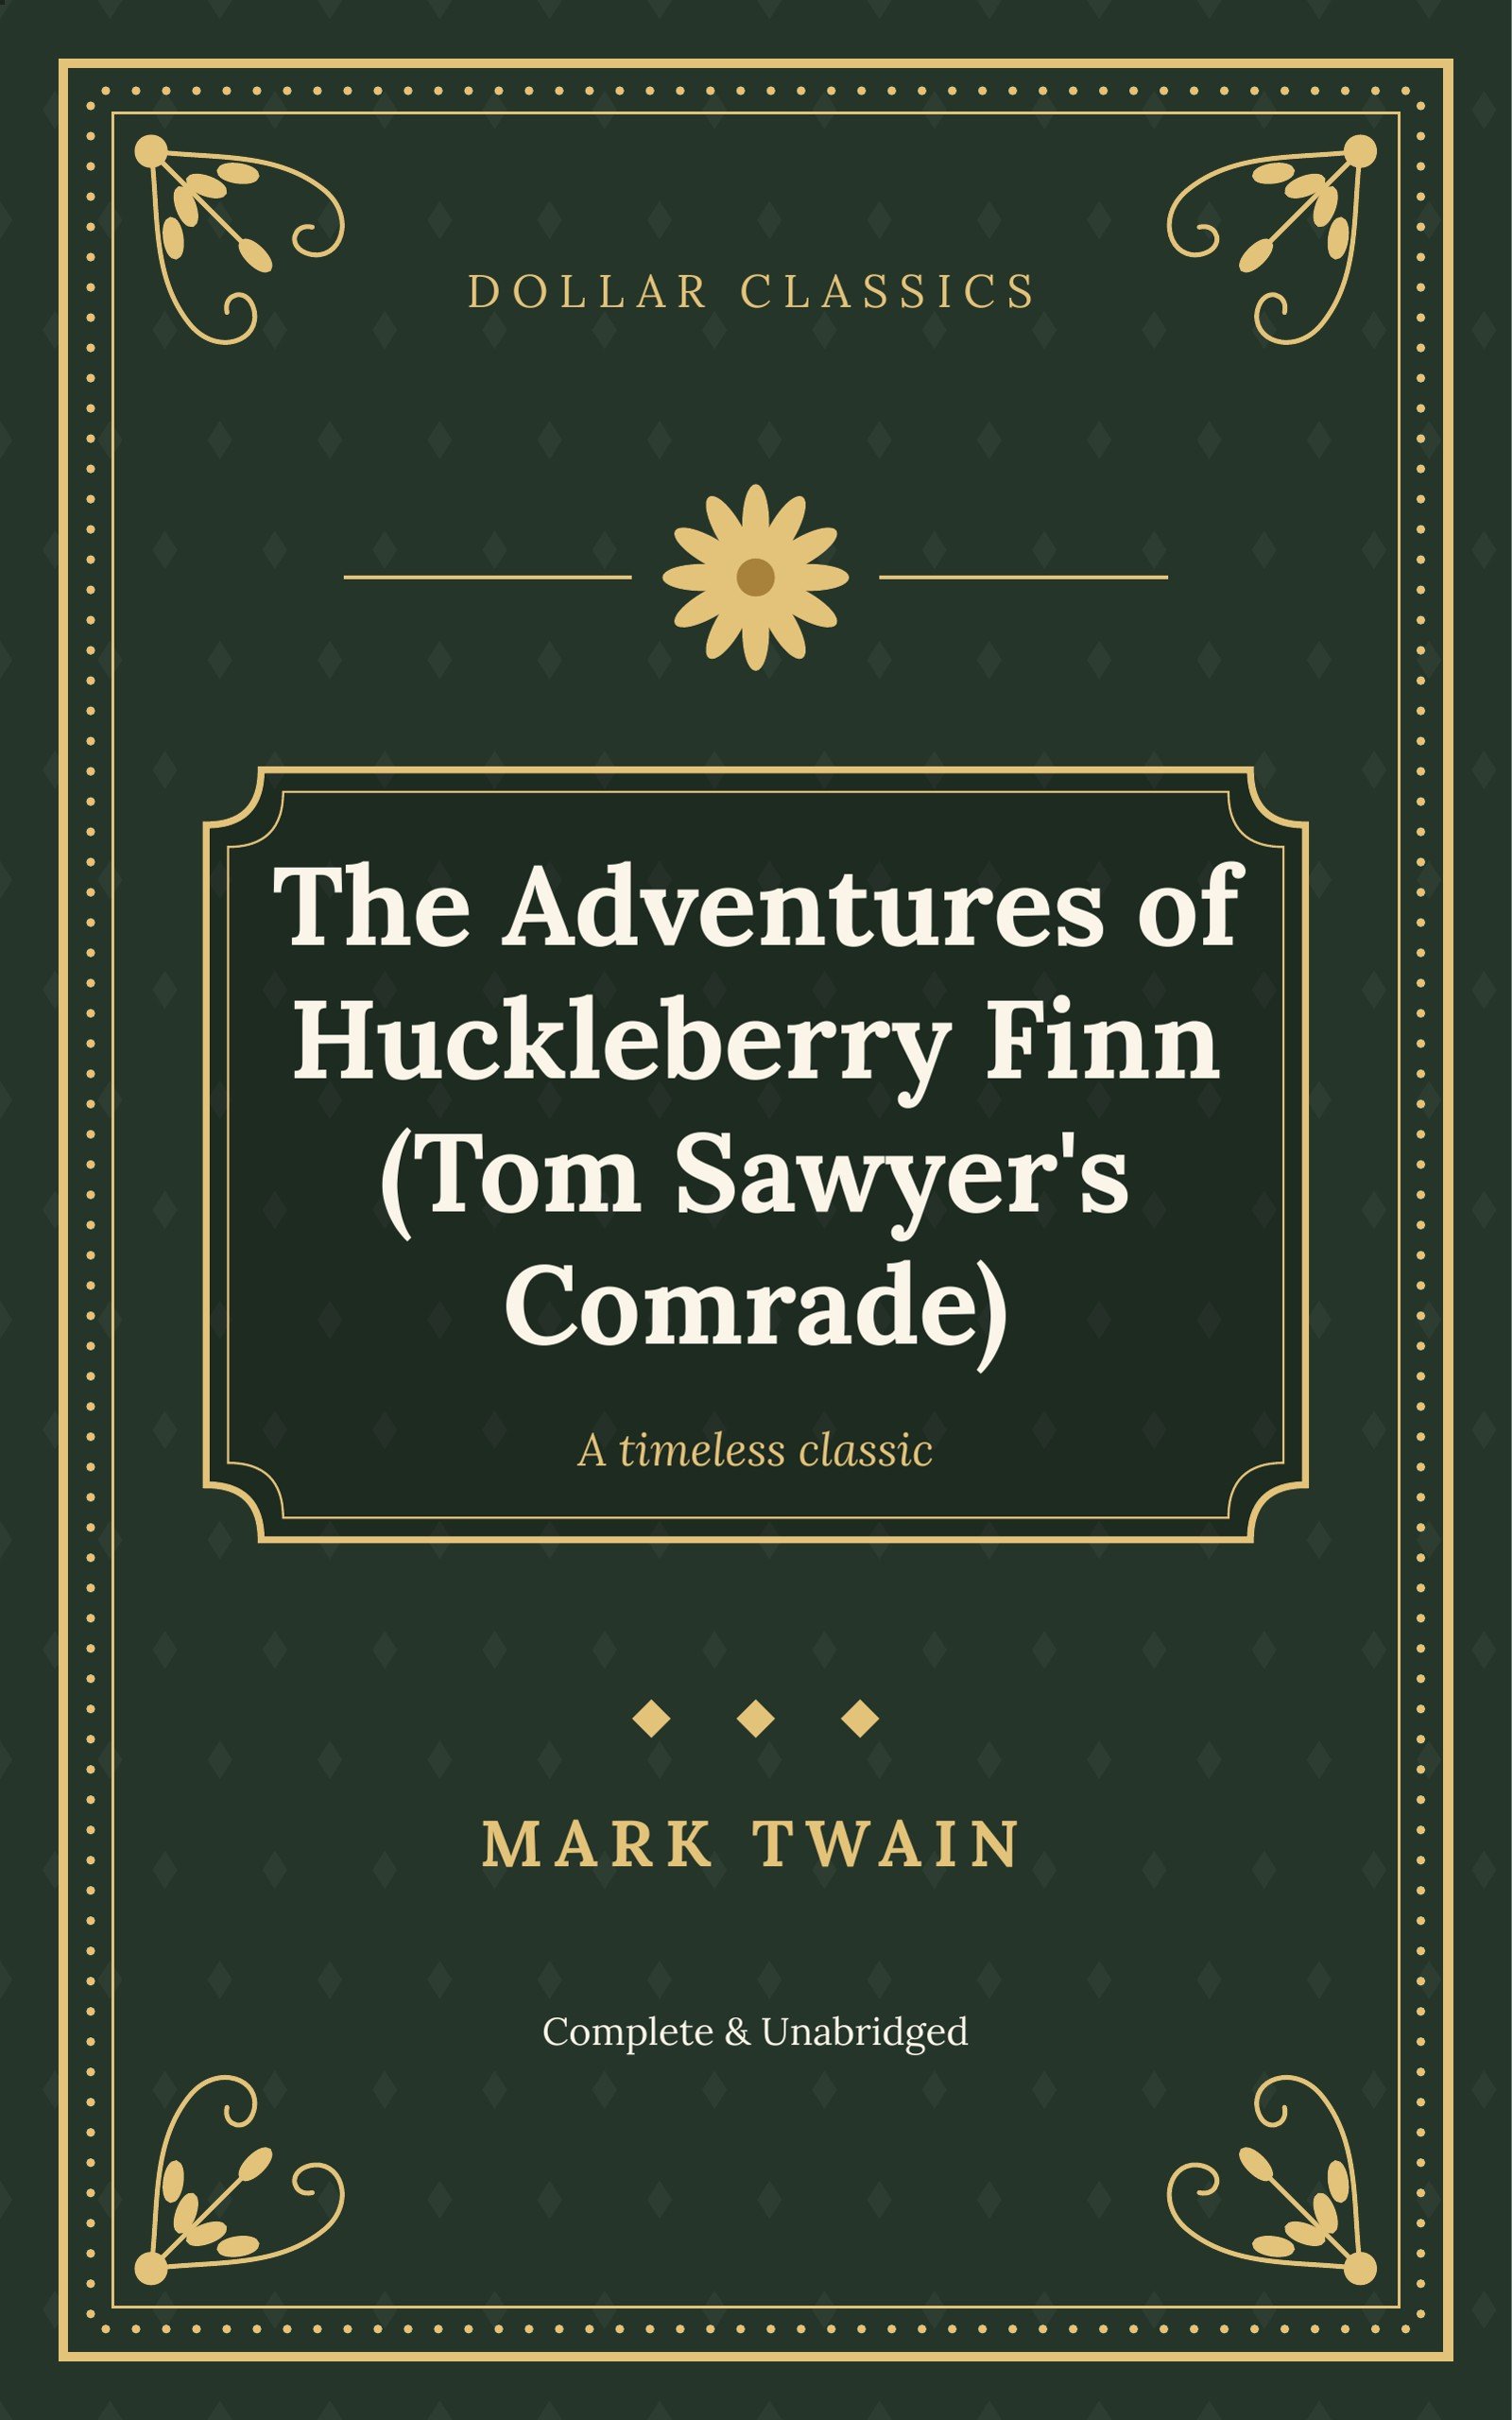 DOLLAR CLASSICS
The Adventures of
Huckleberry Finn
(Tom Sawyer's
Comrade)
A timeless classic
MARK TWAIN
Complete & Unabridged